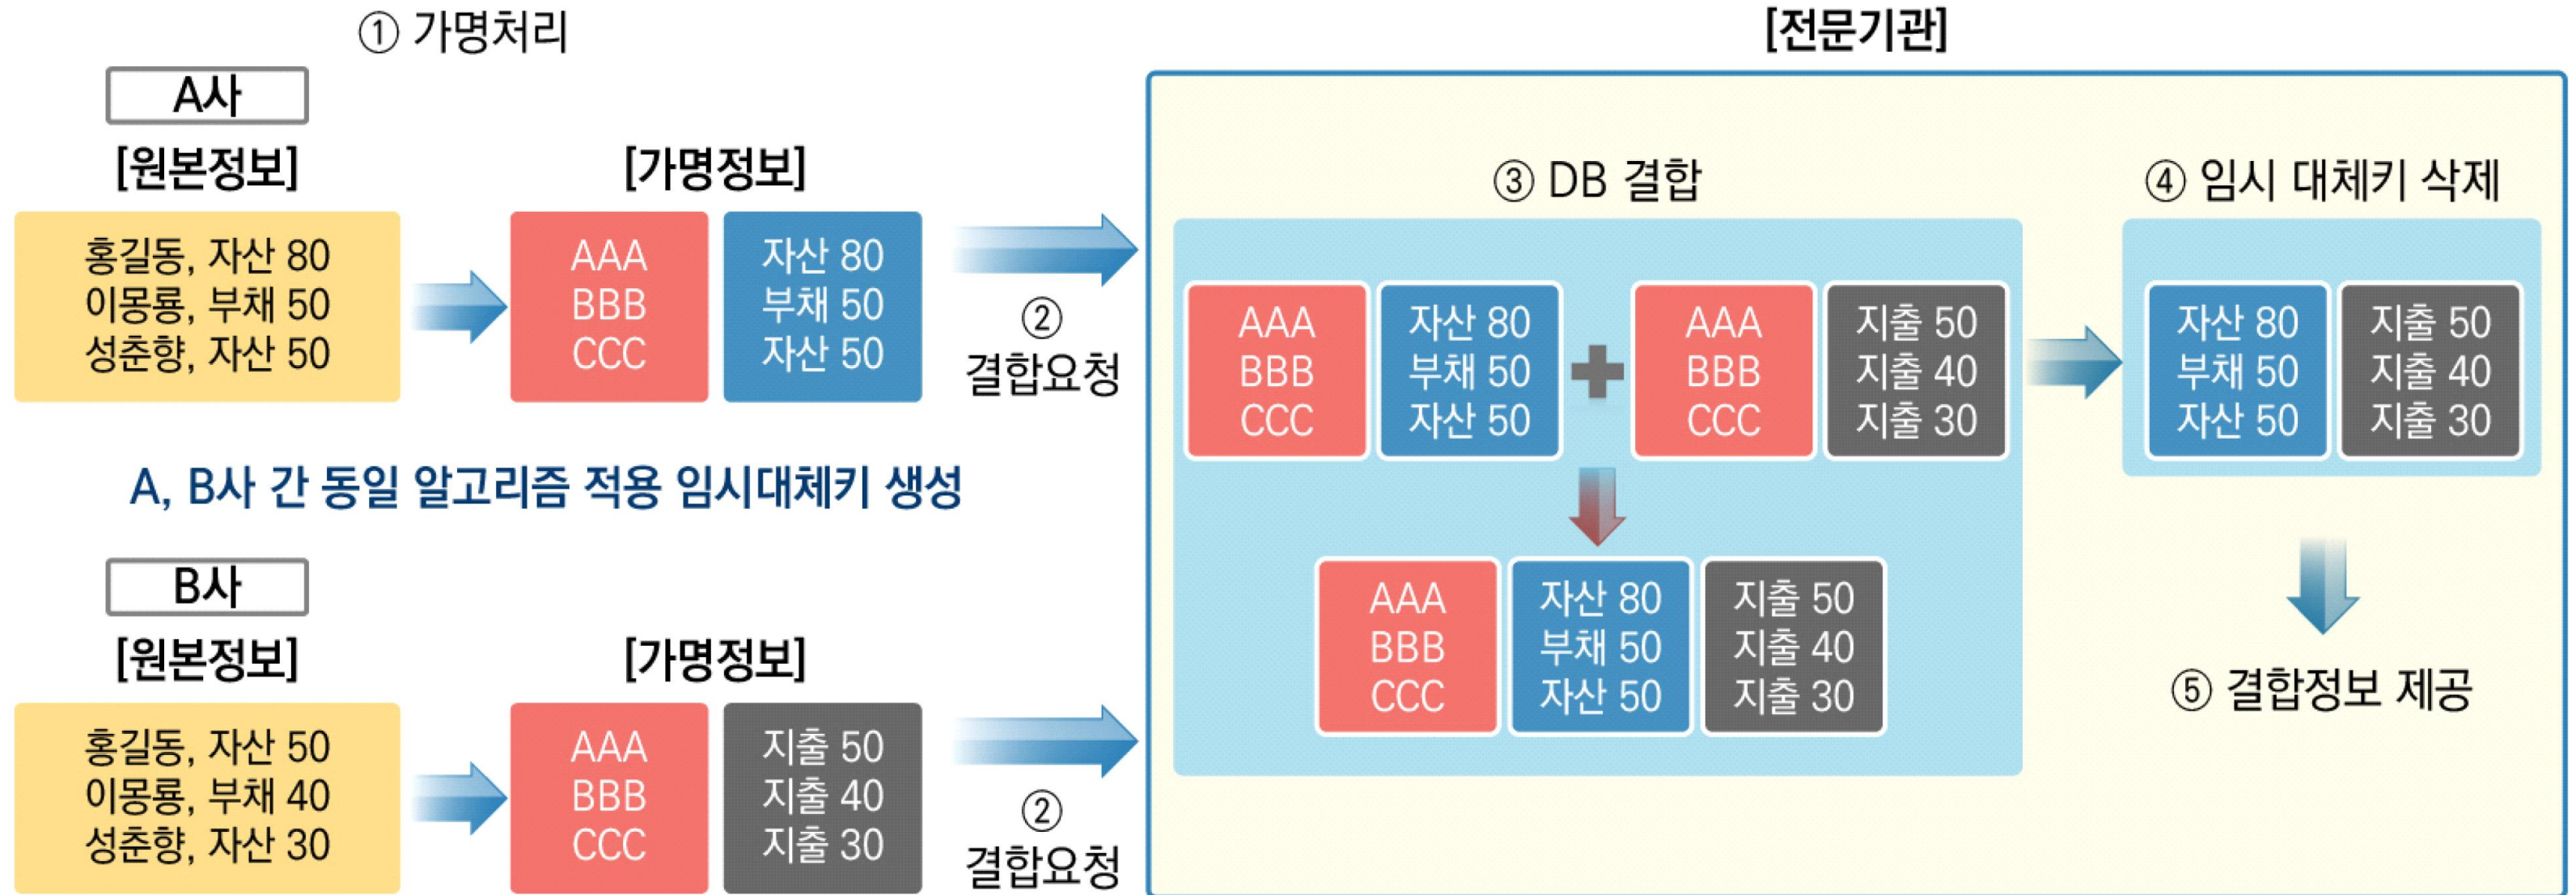 ① 가명처리
A사
[원본정보]
홍길동, 자산 80
이몽룡, 부채 50
성춘향, 자산 50
[가명정보]
AAA
BBB
CCC
자산 80
부채 50
자산 50
②
결합요청
A, B사 간 동일 알고리즘 적용 임시대체키 생성
B사
[원본정보]
홍길동, 자산 50
이몽룡, 부채 40
성춘향, 자산 30
[가명정보]
AAA
BBB
CCC
지출 50
지출 40
지출 30
②
결합요청
[전문기관]
③ DB 결합
AAA
BBB
CCC
자산 80
부채 50
자산 50
AAA
BBB
CCC
지출 50
지출 40
지출 30
AAA
BBB
CCC
자산 80
부채 50
자산 50
지출 50
지출 40
지출 30
④ 임시 대체키 삭제
자산 80
부채 50
자산 50
지출 50
지출 40
지출 30
⑤ 결합정보 제공